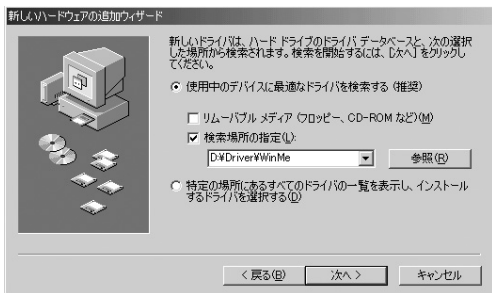 新しいハードウェアの追加ウィザード
新しいドライバは、ハード ドライブのドライバ データベースと、次の選択
した場所から検索されます。検索を開始するには、[次へ] をクリックし
てください。
使用中のデバイスに最適なドライバを検索する (推奨)
リムーバブル メディア (フロッピー、CD-ROM など)(M)
検索場所の指定(L):
D:¥Driver¥WinMe
参照(R)
特定の場所にあるすべてのドライバの一覧を表示し、インストール
するドライバを選択する(D)
< 戻る(B)
次へ >
キャンセル